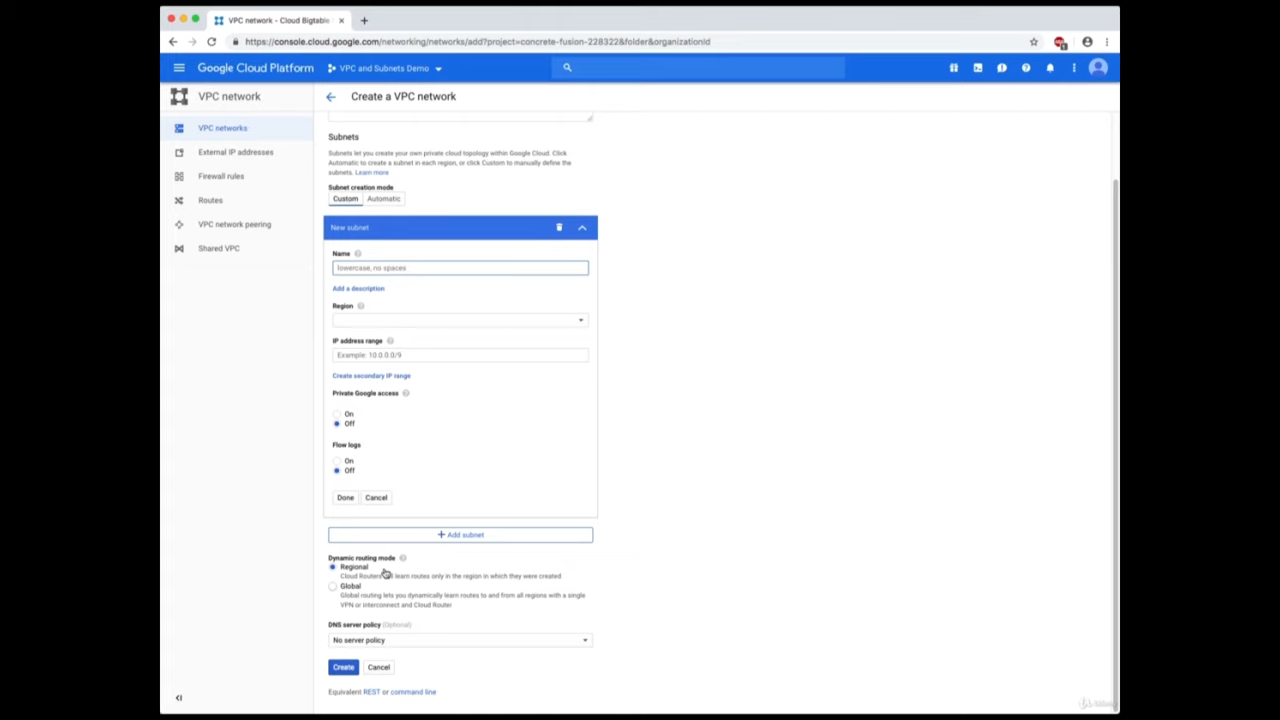 VPC network - Cloud Bigtable
https://console.cloud.google.com/networking/networks/add?project=concrete-fusion-228322&folder&organizationId
Google Cloud Platform
VPC and Subnets Demo
VPC network
Create a VPC network
VPC networks
External IP addresses
Firewall rules
Routes
VPC network peering
Shared VPC
Subnets
Subnets let you create your own private cloud topology within Google Cloud. Click
Automatic to create a subnet in each region, or click Custom to manually define the
subnets. Learn more
Subnet creation mode
Custom Automatic
New subnet
Name
lowercase, no spaces
Add a description
Region
IP address range
Example: 10.0.0.0/9
Create secondary IP range
Private Google access
On
Off
Flow logs
On
Off
Done Cancel
+ Add subnet
Dynamic routing mode
Regional
Cloud Routers learn routes only in the region in which they were created
Global
Global routing lets you dynamically learn routes to and from all regions with a single
VPN or interconnect and Cloud Router
DNS server policy (Optional)
No server policy
Create Cancel
Equivalent REST or command line